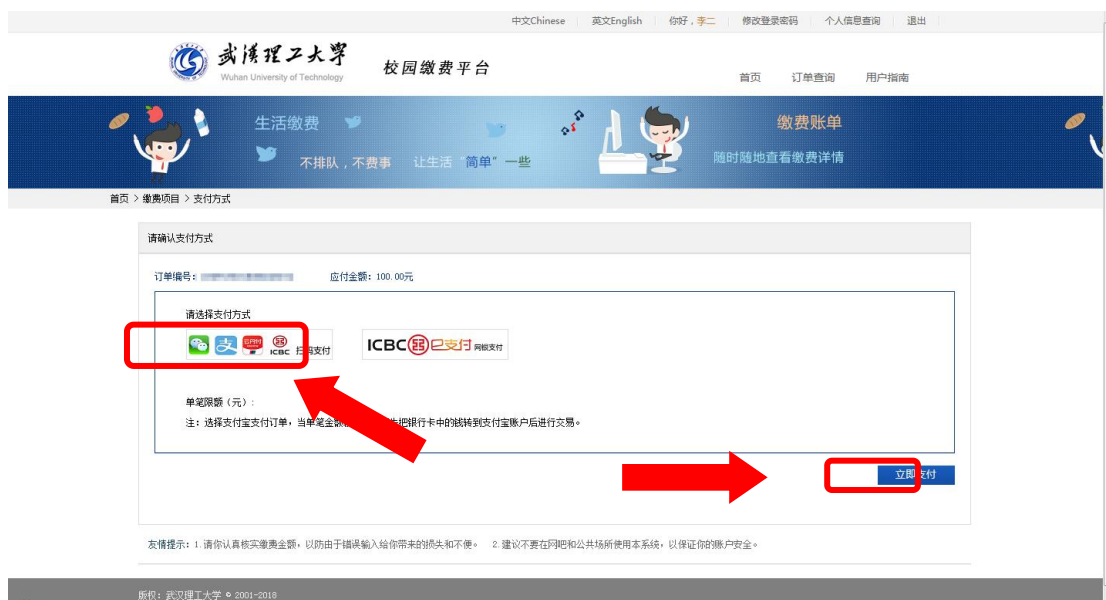 中文Chinese 英文English 你好，李二 修改登录密码 个人信息查询 退出
武汉理工大学
Wuhan University of Technology
校园缴费平台
首页 订单查询 用户指南
生活缴费
不排队，不费事 让生活“简单”一些
缴费账单
随时随地查看缴费详情
首页 > 缴费项目 > 支付方式
请确认支付方式
订单编号： 应付金额：100.00元
请选择支付方式
ICBC 扫码支付 ICBC e支付 网银支付
单笔限额（元）：
注：选择支付宝支付订单，当单笔金额 把银行卡中的钱转到支付宝账户后进行交易。
立即支付
友情提示：1.请你认真核实缴费金额，以防由于错误输入给你带来的损失和不便。 2.建议不要在网吧和公共场所使用本系统，以保证你的账户安全。
版权：武汉理工大学 © 2001-2018